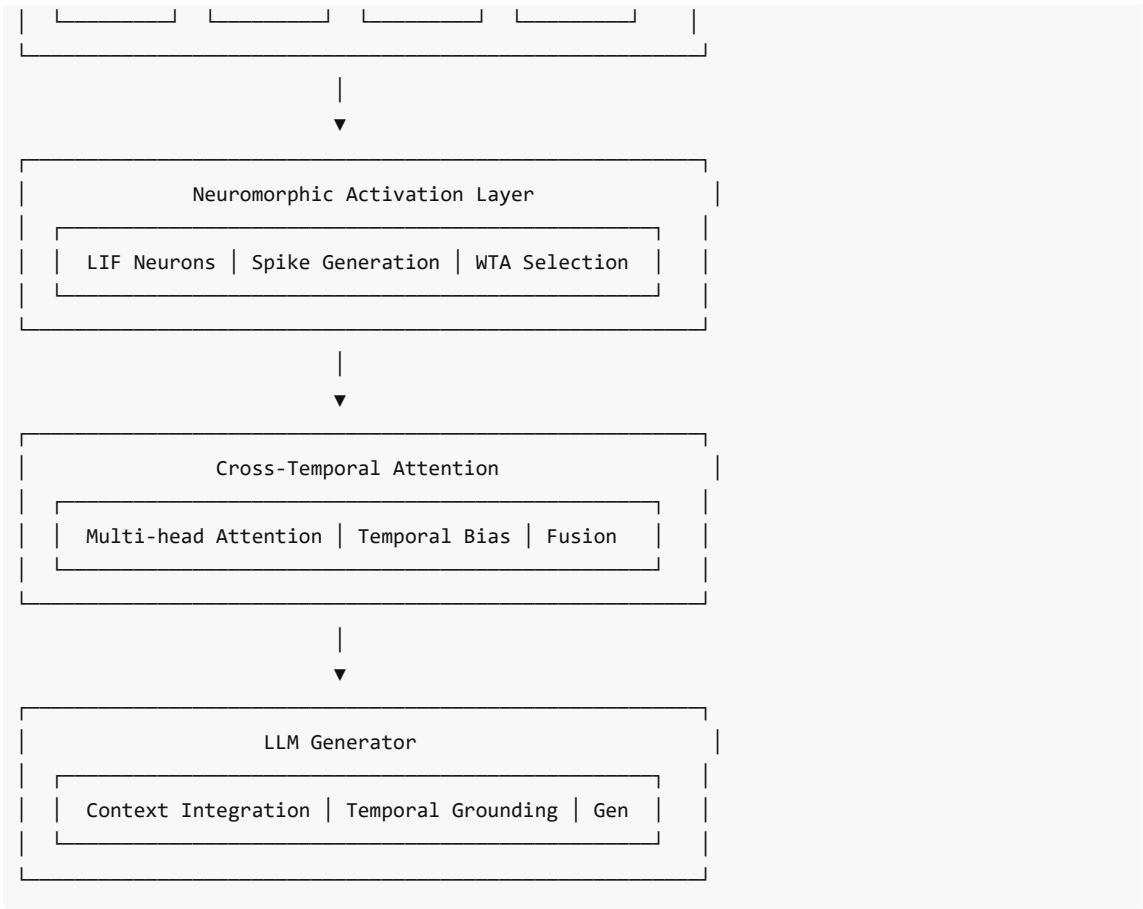 Neuromorphic Activation Layer
LIF Neurons | Spike Generation | WTA Selection
Cross-Temporal Attention
Multi-head Attention | Temporal Bias | Fusion
LLM Generator
Context Integration | Temporal Grounding | Gen